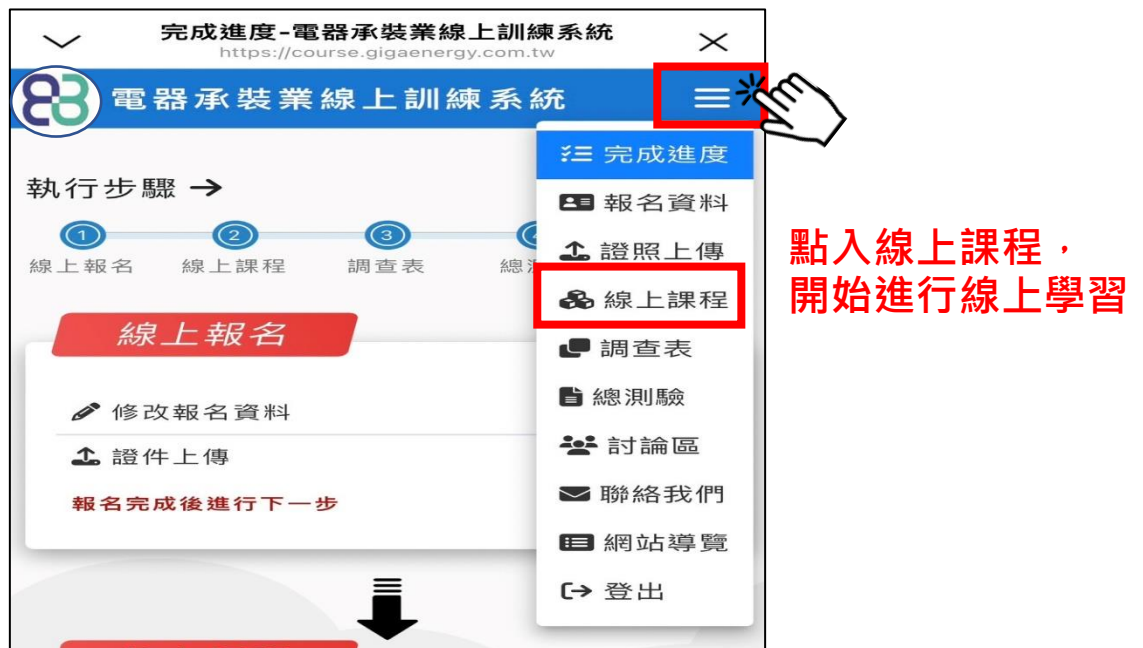 完成進度-電器承裝業線上訓練系統
https://course.gigaenergy.com.tw
電器承裝業線上訓練系統
完成進度
報名資料
證照上傳
線上課程
調查表
總測驗
討論區
聯絡我們
網站導覽
登出
執行步驟
1 2 3
線上報名 線上課程 調查表 總
線上報名
修改報名資料
證件上傳
報名完成後進行下一步
點入線上課程，
開始進行線上學習